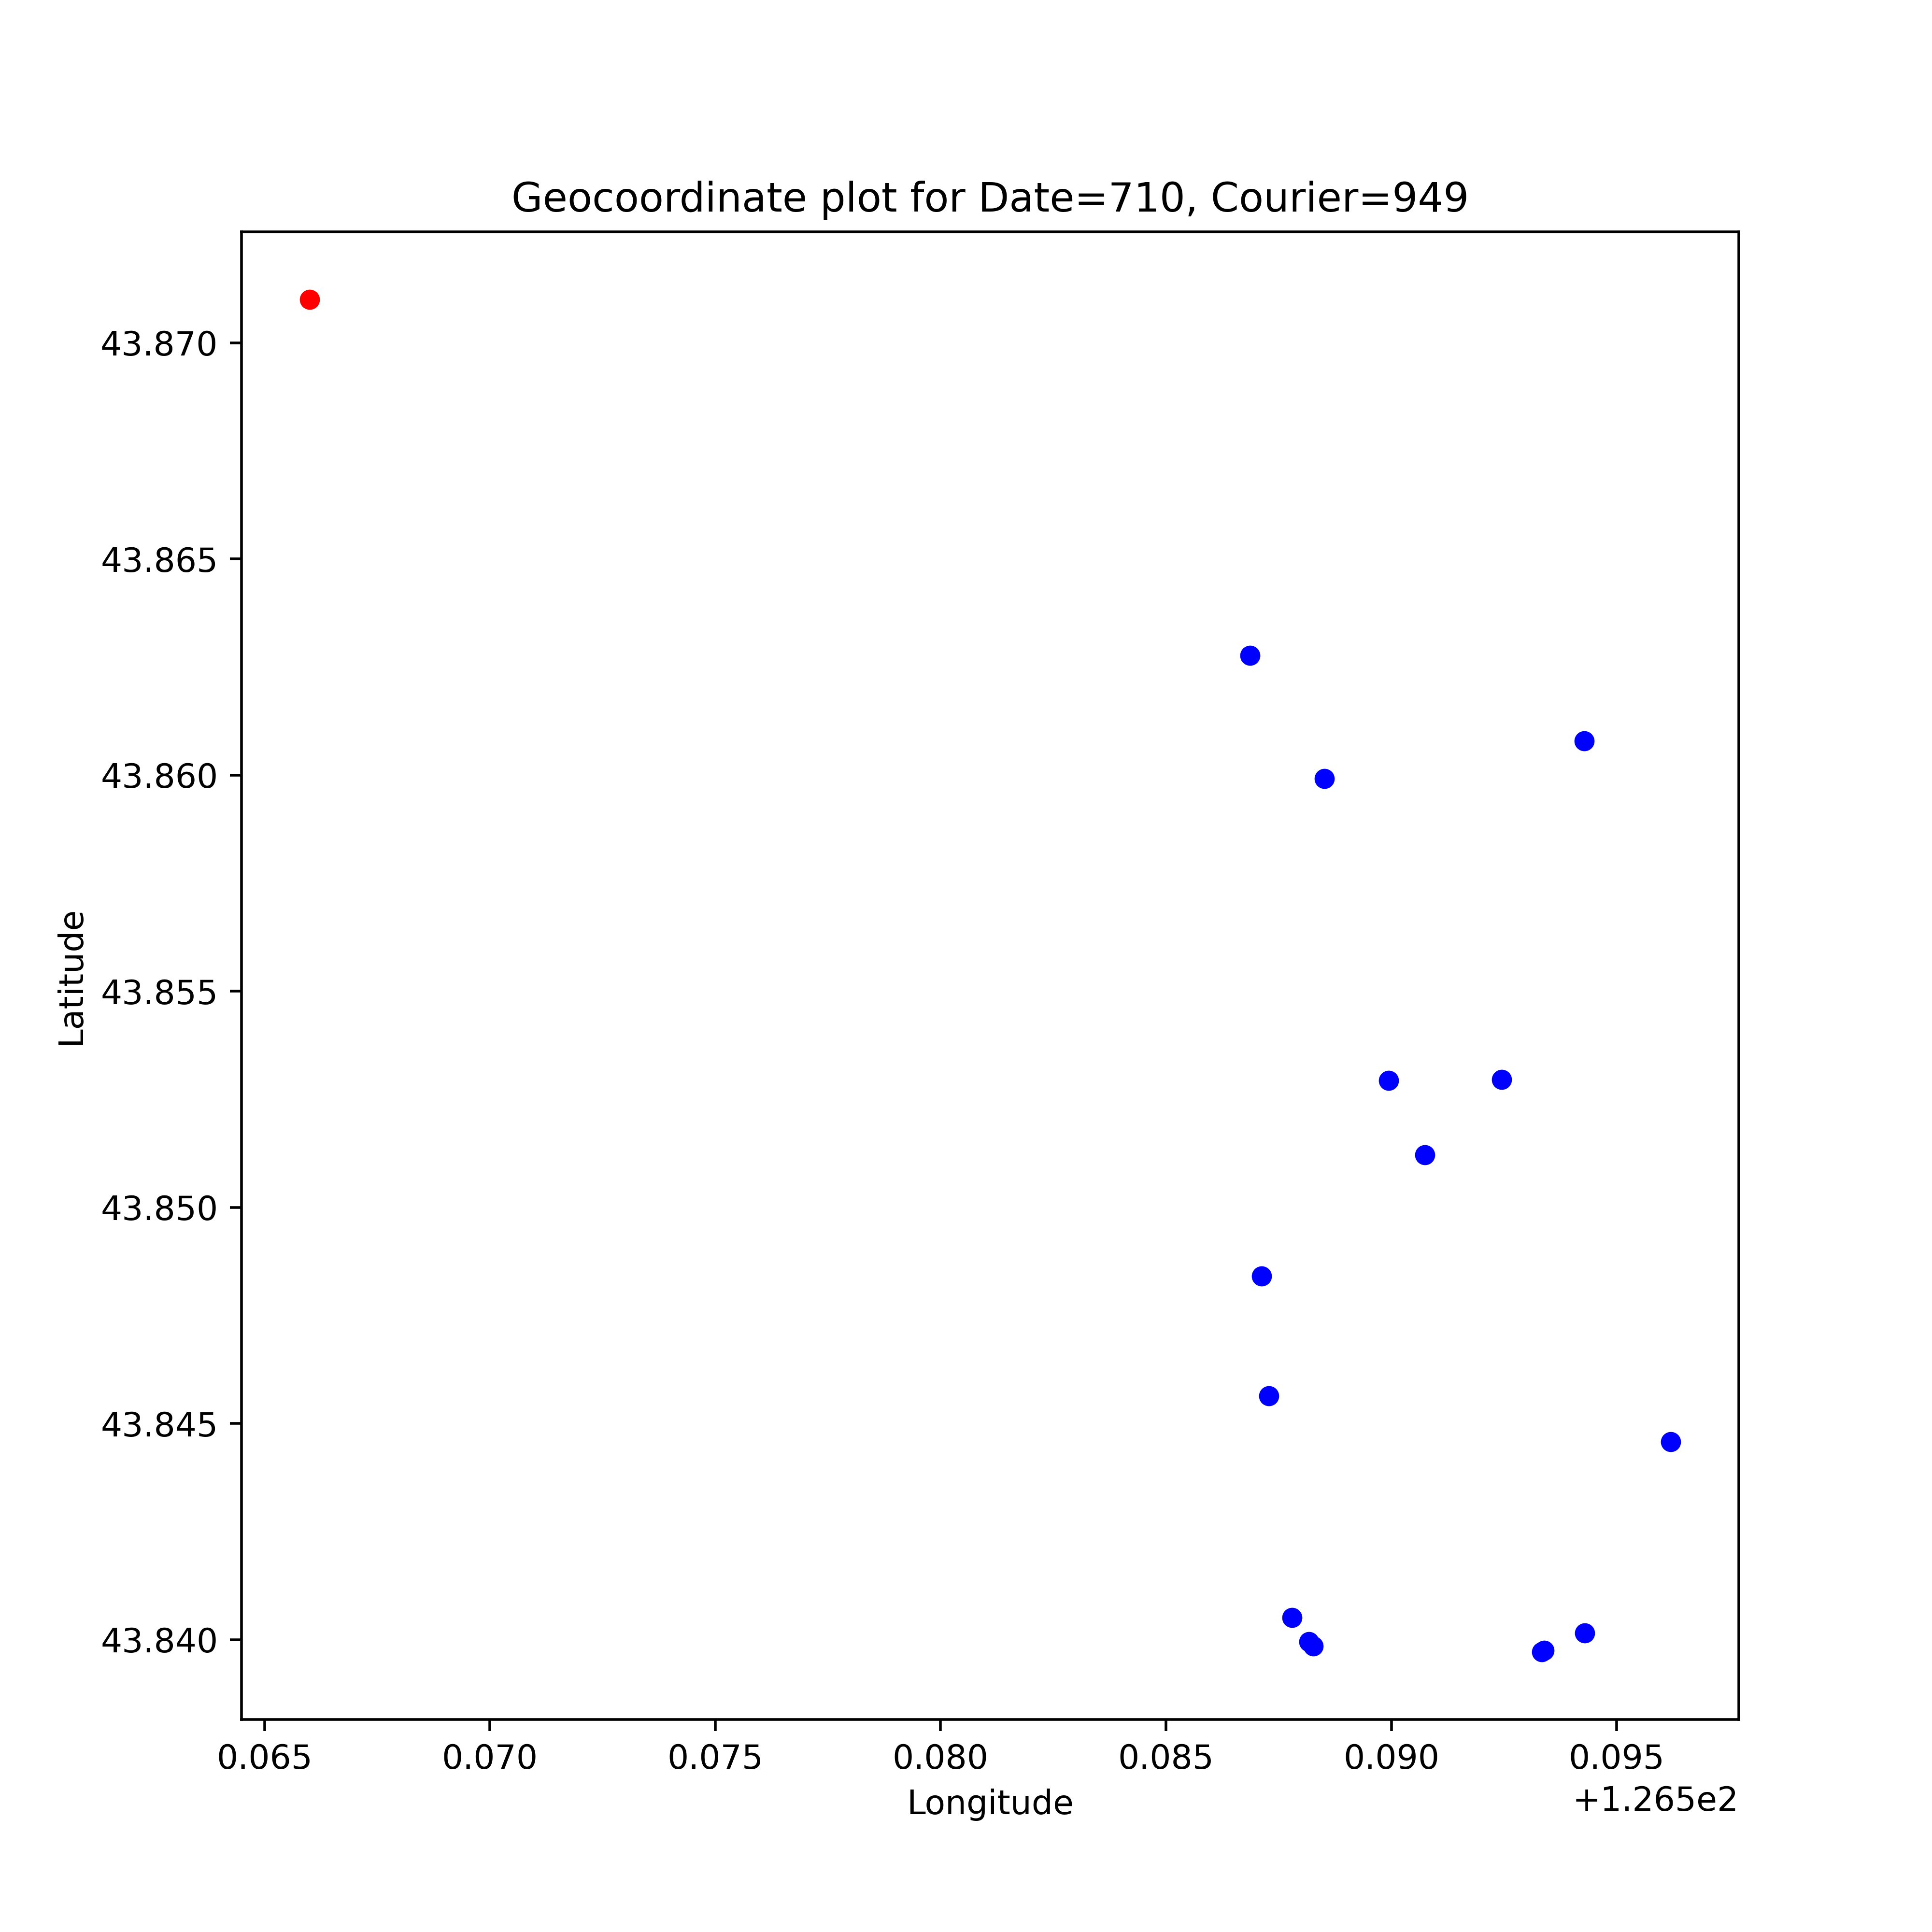 Geocoordinate plot for Date=710, Courier=949
43.870
43.865
43.860
43.855
43.850
43.845
43.840
Latitude
0.065 0.070 0.075 0.080 0.085 0.090 0.095
Longitude
+1.265e2